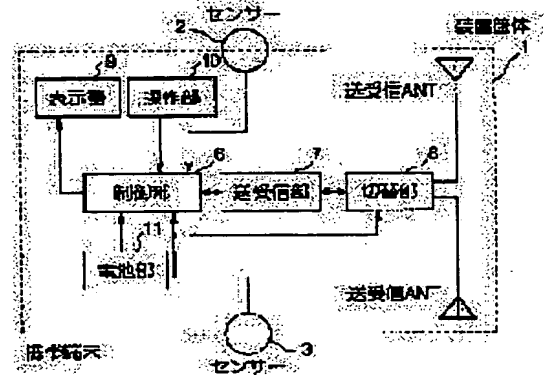 センサー
2
装置筐体
9
10
1
表示部
操作部
送受信ANT
6
7
8
制御部
送受信部
切替部
11
電池部
送受信ANT
3
センサー